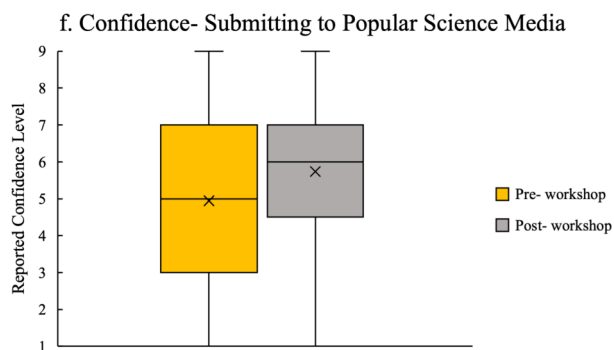 f. Confidence- Submitting to Popular Science Media
9
8
7
6
5
4
3
2
1
Reported Confidence Level
Pre- workshop
Post- workshop